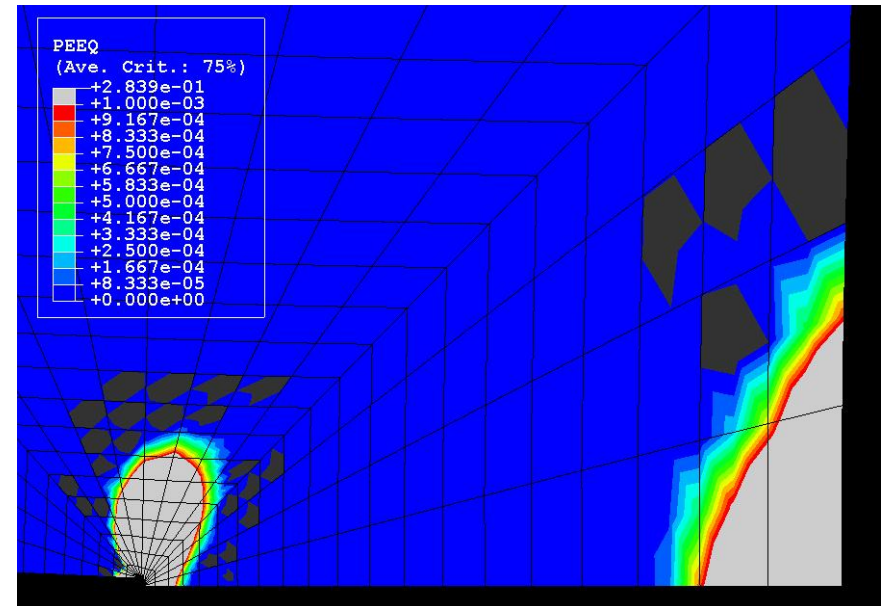 PEEQ
(Ave. Crit.: 75%)
+2.839e-01
+1.000e-03
+9.167e-04
+8.333e-04
+7.500e-04
+6.667e-04
+5.833e-04
+5.000e-04
+4.167e-04
+3.333e-04
+2.500e-04
+1.667e-04
+8.333e-05
+0.000e+00